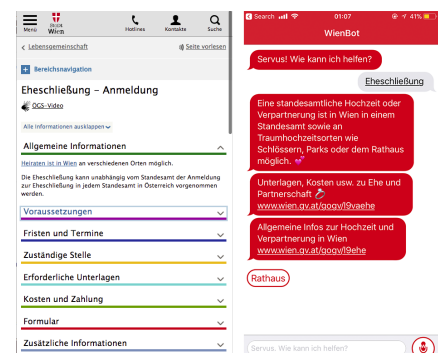 Menü
Stadt
Wien
Hotlines
Kontakte
Suche
< Lebensgemeinschaft
Seite vorlesen
+ Bereichsnavigation
Eheschließung – Anmeldung
ÖGS-Video
Alle Informationen ausklappen
Allgemeine Informationen
Heiraten ist in Wien an verschiedenen Orten möglich.
Die Eheschließung kann unabhängig vom Standesamt der Anmeldung
zur Eheschließung in jedem Standesamt in Österreich vorgenommen
werden.
Voraussetzungen
Fristen und Termine
Zuständige Stelle
Erforderliche Unterlagen
Kosten und Zahlung
Formular
Zusätzliche Informationen
Search
01:07
41%
WienBot
Servus! Wie kann ich helfen?
Eheschließung
Eine standesamtliche Hochzeit oder
Verpartnerung ist in Wien in einem
Standesamt sowie an
Traumhochzeitsorten wie
Schlössern, Parks oder dem Rathaus
möglich.
Unterlagen, Kosten usw. zu Ehe und
Partnerschaft
www.wien.gv.at/gogv/l9vaehe
Allgemeine Infos zur Hochzeit und
Verpartnerung in Wien
www.wien.gv.at/gogv/l9ehe
Rathaus
Servus. Wie kann ich helfen?